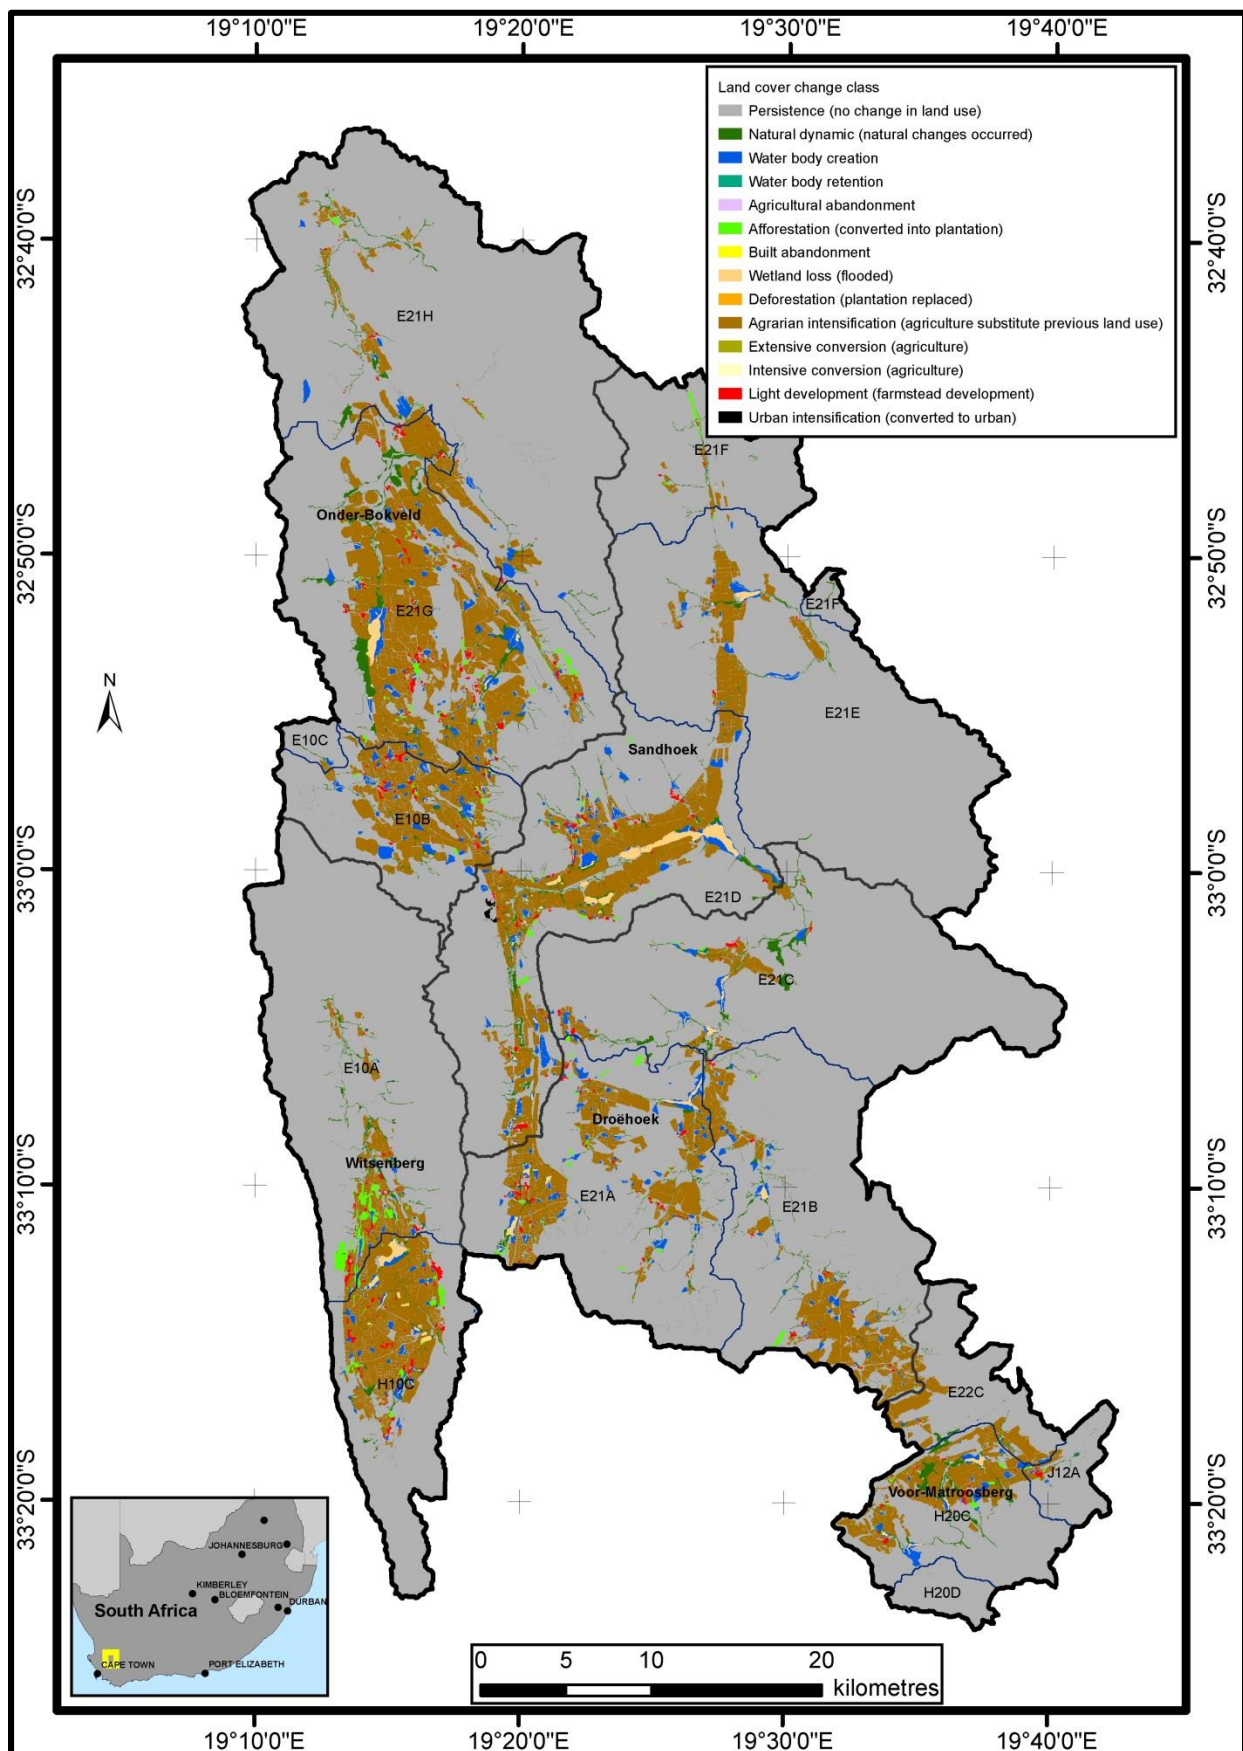 19°10'0"E 19°20'0"E 19°30'0"E 19°40'0"E
Land cover change class
Persistence (no change in land use)
Natural dynamic (natural changes occurred)
Water body creation
Water body retention
Agricultural abandonment
Afforestation (converted into plantation)
Built abandonment
Wetland loss (flooded)
Deforestation (plantation replaced)
Agrarian intensification (agriculture substitute previous land use)
Extensive conversion (agriculture)
Intensive conversion (agriculture)
Light development (farmstead development)
Urban intensification (converted to urban)
32°40'0"S 32°40'0"S
E21H
E21F
Onder-Bokveld
32°50'0"S 32°50'0"S
E21G
E21F
N
E21E
E10C
Sandhoek
E10B
33°0'0"S 33°0'0"S
E21D
E21C
E10A
Droëhoek
Witsenberg
33°10'0"S 33°10'0"S
E21A
E21B
H10C
E22C
J12A
Voor-Matroosberg
33°20'0"S 33°20'0"S
H20C
H20D
JOHANNESBURG
KIMBERLEY
BLOEMFONTEIN
DURBAN
South Africa
CAPE TOWN
PORT ELIZABETH
0 5 10 20
kilometres
19°10'0"E 19°20'0"E 19°30'0"E 19°40'0"E